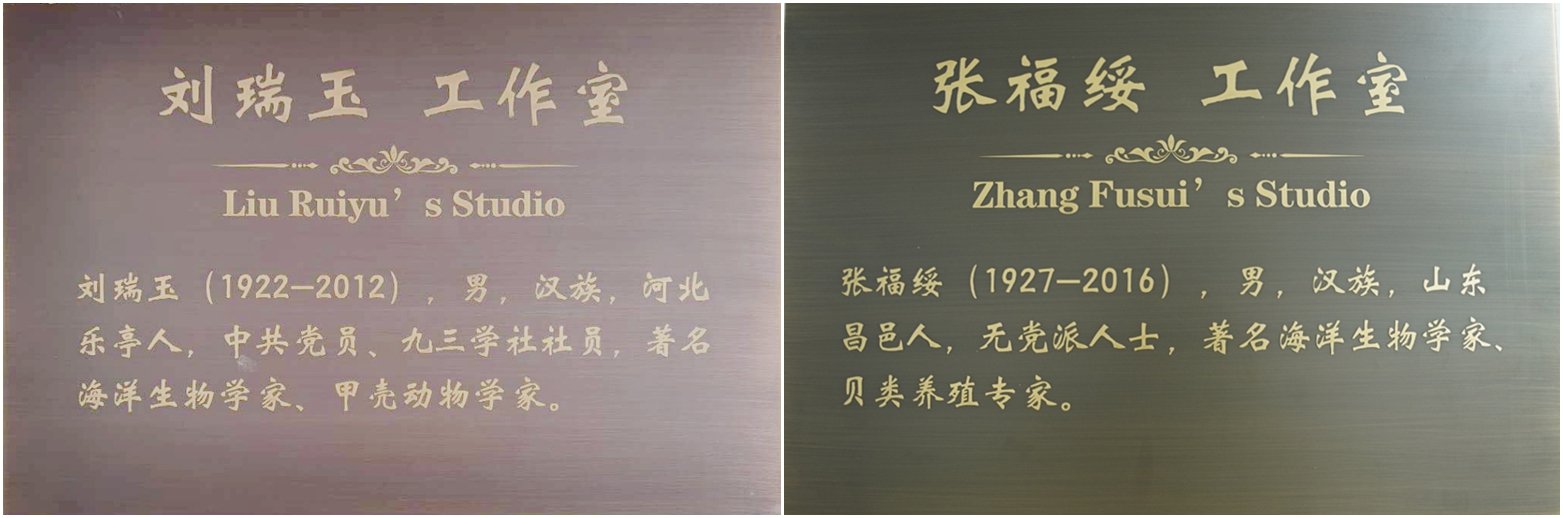 刘瑞玉 工作室
Liu Ruiyu’s Studio
刘瑞玉（1922—2012），男，汉族，河北
乐亭人，中共党员、九三学社社员，著名
海洋生物学家、甲壳动物学家。
张福绥 工作室
Zhang Fusui’s Studio
张福绥（1927—2016），男，汉族，山东
昌邑人，无党派人士，著名海洋生物学家、
贝类养殖专家。